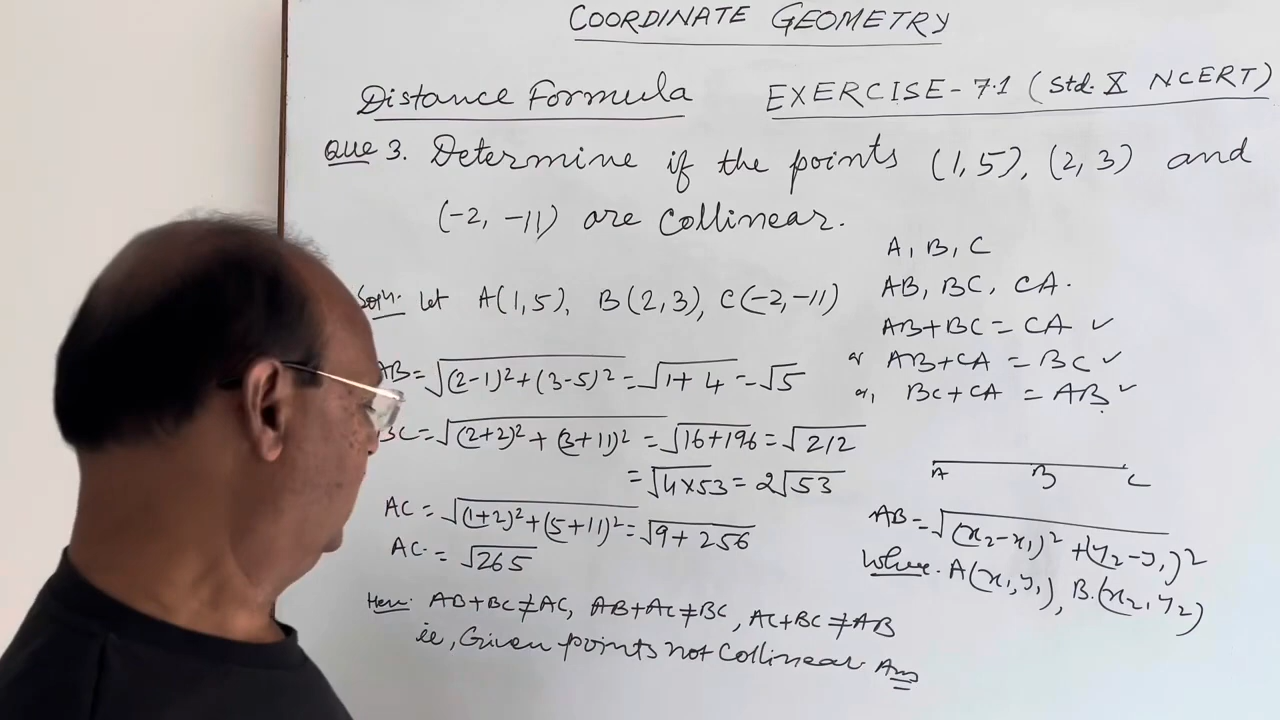 COORDINATE GEOMETRY
Distance Formula EXERCISE-7.1 (Std. X NCERT)
Que 3. Determine if the points (1,5), (2,3) and
(-2, -11) are Collinear.
A, B, C
AB, BC, CA.
AB+BC = CA ✓
or AB+CA = BC ✓
or, BC+CA = AB ✓
Soln. Let A(1,5), B(2,3), C(-2,-11)
AB=√(2-1)²+(3-5)² = √1+4 = √5
BC=√(2+2)²+(3+11)² = √16+196 = √212
= √4×53 = 2√53
AC = √(1+2)²+(5+11)² = √9+256
AC = √265
Here. AB+BC≠AC, AB+AC≠BC, AC+BC≠AB
ie, Given points not Collinear Ans
A B C
AB=√(x₂-x₁)²+(y₂-y₁)²
Where. A(x₁,y₁), B.(x₂,y₂)